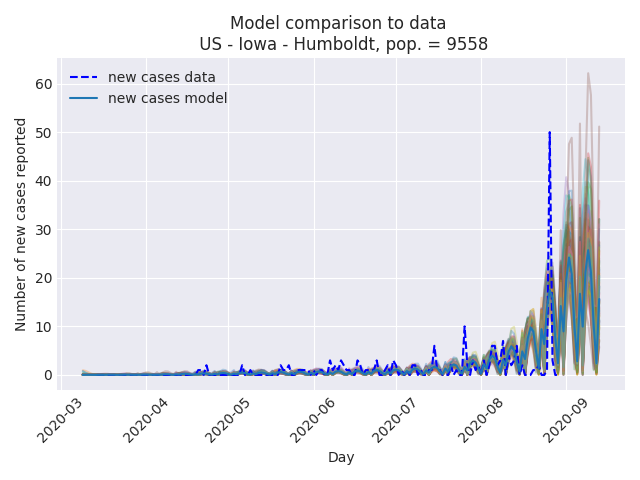 Model comparison to data
US - Iowa - Humboldt, pop. = 9558
new cases data
new cases model
Number of new cases reported
60
50
40
30
20
10
0
2020-03
2020-04
2020-05
2020-06
2020-07
2020-08
2020-09
Day